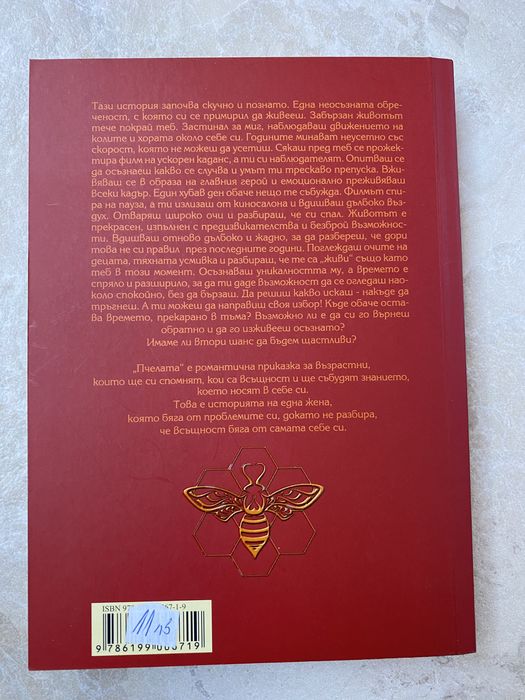 Тази история започва скучно и познато. Една неосъзната обре-
ченост, с която си се примирил да живееш. Забързан животът
тече покрай теб. Застинал за миг, наблюдаваш движението на
колите и хората около себе си. Годините минават неусетно със
скорост, която не можеш да усетиш. Сякаш пред теб се прожек-
тира филм на ускорен каданс, а ти си наблюдателят. Опитваш се
да осъзнаеш какво се случва и умът ти трескаво препуска. Вжи-
вяваш се в образа на главния герой и емоционално преживяваш
всеки кадър. Един хубав ден обаче нещо те събужда. Филмът спи-
ра на пауза, а ти излизаш от киносалона и вдишваш дълбоко въз-
дух. Отваряш широко очи и разбираш, че си спал. Животът е
прекрасен, изпълнен с предизвикателства и безброй възможнос-
ти. Вдишваш отново дълбоко и жадно, за да разбереш, че дори
това не си правил през последните години. Поглеждаш очите на
децата, тяхната усмивка и разбираш, че те са „живи“ също като
теб в този момент. Осъзнаваш уникалността му, а Времето е
спряло и разширило, за да ти даде възможност да се огледаш нао-
коло спокойно, без да бързаш. Да решиш какво искаш - накъде да
тръгнеш. А ти можеш да направиш своя избор! Къде обаче оста-
ва Времето, прекарано в тъма? Възможно ли е да си го върнеш
обратно и да го изживееш осъзнато?
Имаме ли втори шанс да бъдем щастливи?
„Пчелата“ е романтична приказка за възрастни,
които ще си спомнят, кои са всъщност и ще събудят знанието,
което носят в себе си.
Това е историята на една жена,
която бяга от проблемите си, докато не разбира,
че всъщност бяга от самата себе си.
ISBN 97 67-1-9
11 лв
9 786199 003719